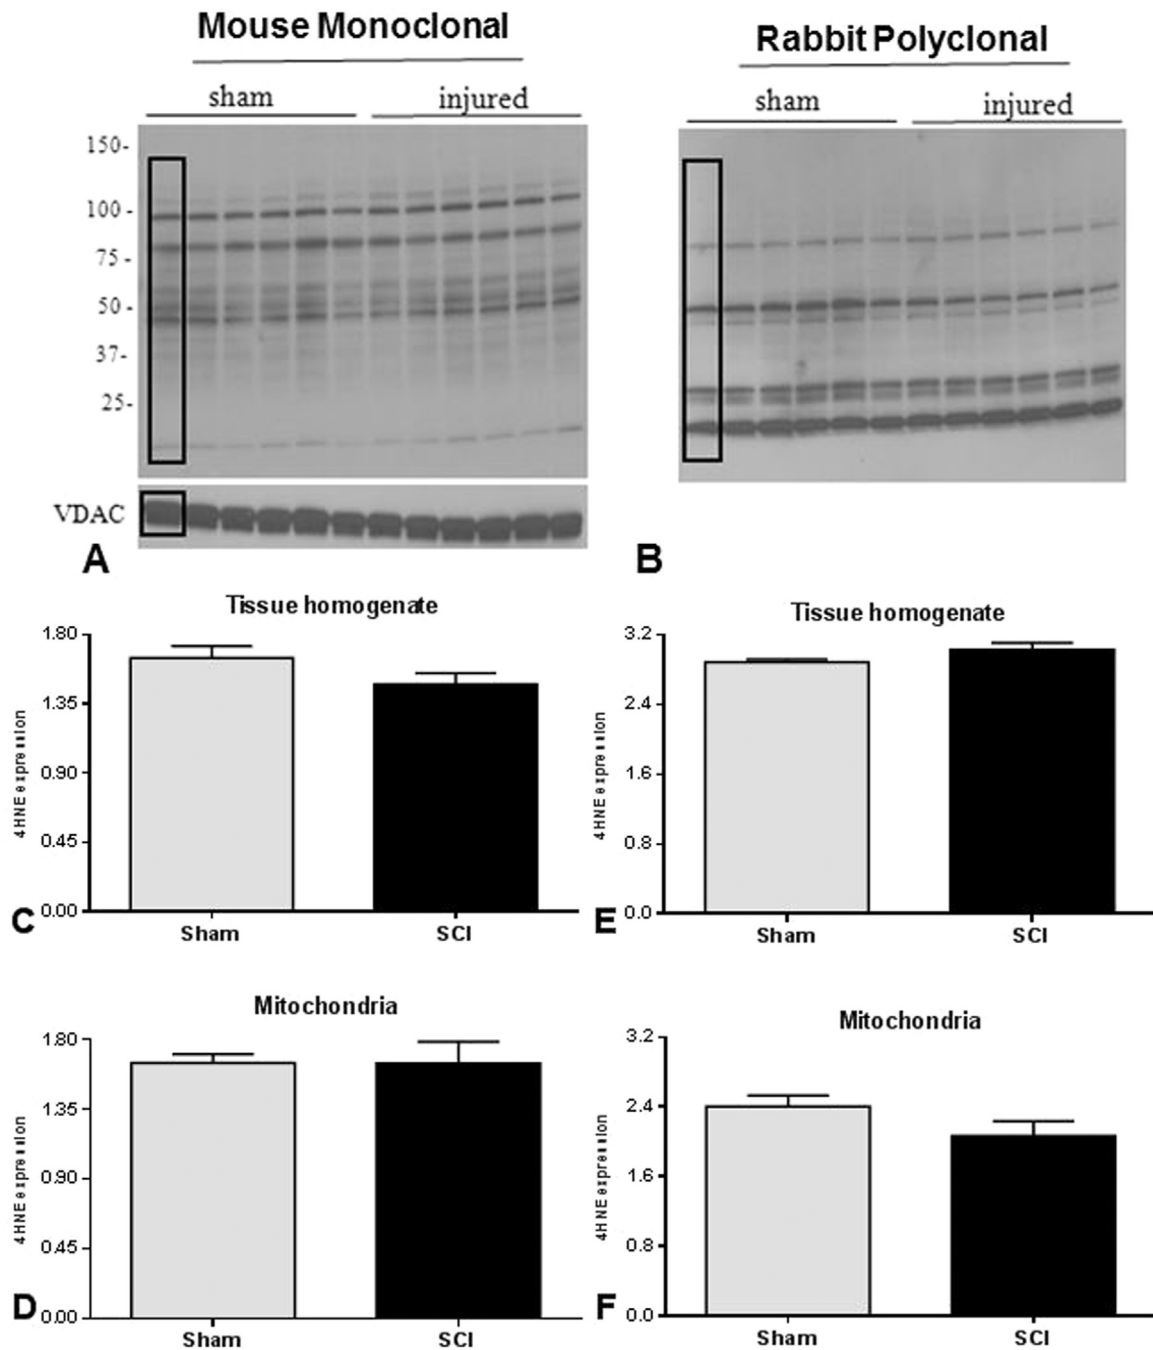 Mouse Monoclonal
sham injured
150-
100-
75-
50-
37-
25-
VDAC
A
Rabbit Polyclonal
sham injured
B
Tissue homogenate
4HNE expression
1.80
1.35
0.90
0.45
0.00
Sham SCI
C
Tissue homogenate
4HNE expression
3.2
2.4
1.6
0.8
0.0
Sham SCI
E
Mitochondria
4HNE expression
1.80
1.35
0.90
0.45
0.00
Sham SCI
D
Mitochondria
4HNE expression
3.2
2.4
1.6
0.8
0.0
Sham SCI
F